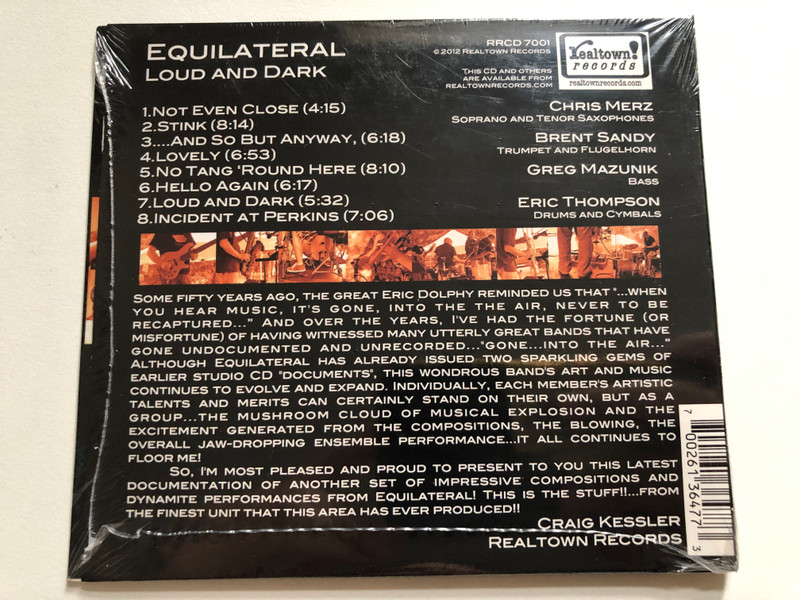 EQUILATERAL
LOUD AND DARK
RRCD 7001
©2012 REALTOWN RECORDS
THIS CD AND OTHERS
ARE AVAILABLE FROM
REALTOWNRECORDS.COM
Realtown!
records
realtownrecords.com
1.NOT EVEN CLOSE (4:15)
2.STINK (8:14)
3....AND SO BUT ANYWAY, (6:18)
4.LOVELY (6:53)
5.NO TANG 'ROUND HERE (8:10)
6.HELLO AGAIN (6:17)
7.LOUD AND DARK (5:32)
8.INCIDENT AT PERKINS (7:06)
CHRIS MERZ
SOPRANO AND TENOR SAXOPHONES
BRENT SANDY
TRUMPET AND FLUGELHORN
GREG MAZUNIK
BASS
ERIC THOMPSON
DRUMS AND CYMBALS
SOME FIFTY YEARS AGO, THE GREAT ERIC DOLPHY REMINDED US THAT "...WHEN
YOU HEAR MUSIC, IT'S GONE, INTO THE THE AIR, NEVER TO BE
RECAPTURED..." AND OVER THE YEARS, I'VE HAD THE FORTUNE (OR
MISFORTUNE) OF HAVING WITNESSED MANY UTTERLY GREAT BANDS THAT HAVE
GONE UNDOCUMENTED AND UNRECORDED..."GONE...INTO THE AIR..."
ALTHOUGH EQUILATERAL HAS ALREADY ISSUED TWO SPARKLING GEMS OF
EARLIER STUDIO CD "DOCUMENTS", THIS WONDROUS BAND'S ART AND MUSIC
CONTINUES TO EVOLVE AND EXPAND. INDIVIDUALLY, EACH MEMBER'S ARTISTIC
TALENTS AND MERITS CAN CERTAINLY STAND ON THEIR OWN, BUT AS A
GROUP...THE MUSHROOM CLOUD OF MUSICAL EXPLOSION AND THE
EXCITEMENT GENERATED FROM THE COMPOSITIONS, THE BLOWING, THE
OVERALL JAW-DROPPING ENSEMBLE PERFORMANCE...IT ALL CONTINUES TO
FLOOR ME!
SO, I'M MOST PLEASED AND PROUD TO PRESENT TO YOU THIS LATEST
DOCUMENTATION OF ANOTHER SET OF IMPRESSIVE COMPOSITIONS AND
DYNAMITE PERFORMANCES FROM EQUILATERAL! THIS IS THE STUFF!!...FROM
THE FINEST UNIT THAT THIS AREA HAS EVER PRODUCED!!
CRAIG KESSLER
REALTOWN RECORDS
7 00261 36477 3